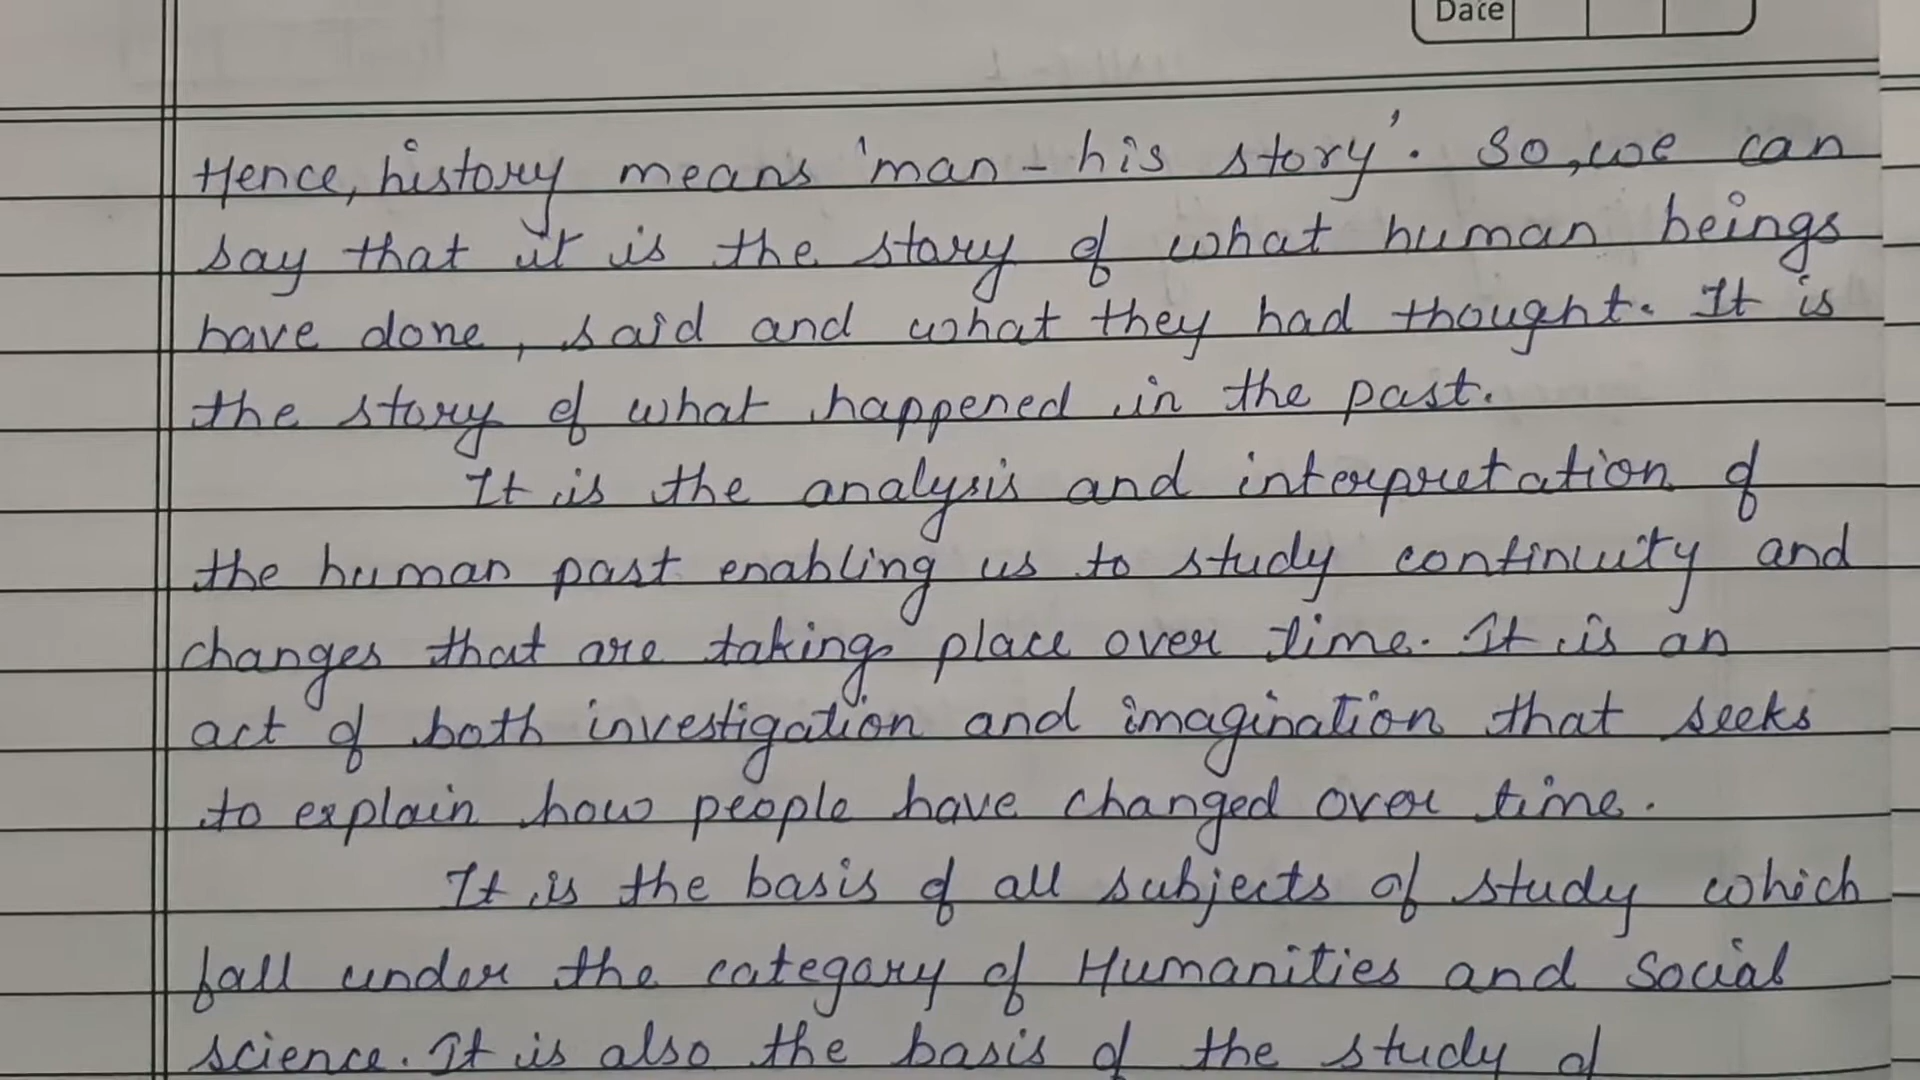 Date
Hence, history means 'man - his story'. So, we can
say that it is the story of what human beings
have done, said and what they had thought. It is
the story of what happened in the past.
It is the analysis and interpretation of
the human past enabling us to study continuity and
changes that are taking place over time. It is an
act of both investigation and imagination that seeks
to explain how people have changed over time.
It is the basis of all subjects of study which
fall under the category of Humanities and Social
science. It is also the basis of the study of